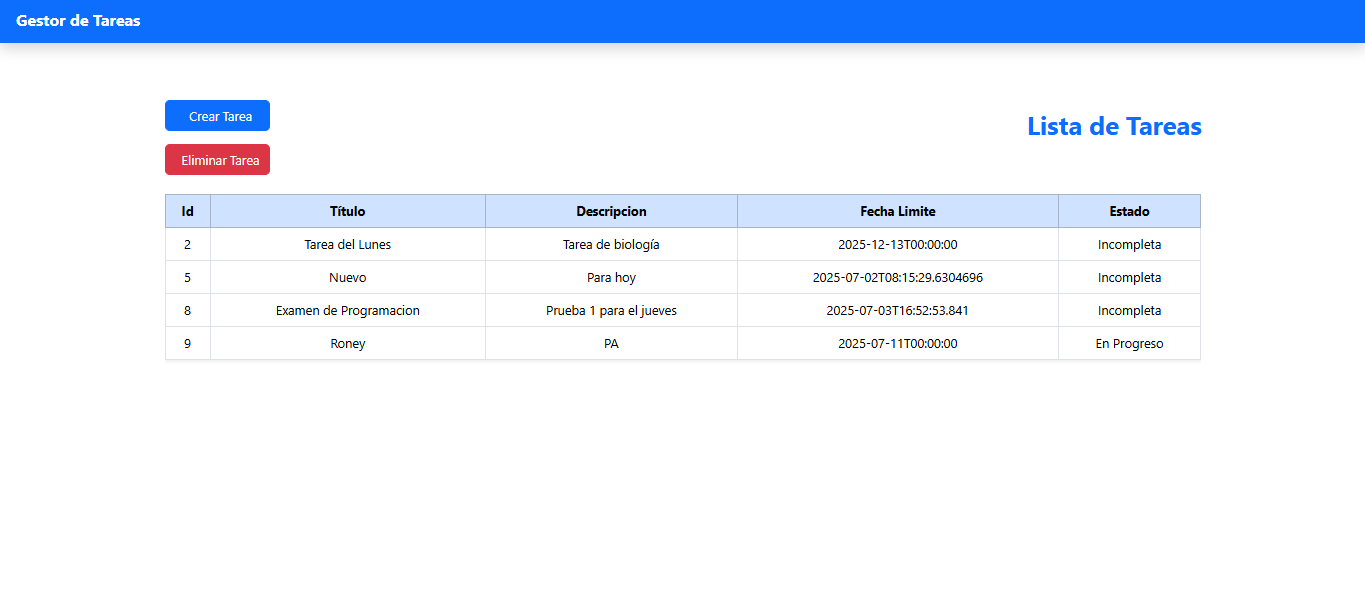 Gestor de Tareas
Crear Tarea
Lista de Tareas
Eliminar Tarea
Id Título Descripcion Fecha Limite Estado
2 Tarea del Lunes Tarea de biología 2025-12-13T00:00:00 Incompleta
5 Nuevo Para hoy 2025-07-02T08:15:29.6304696 Incompleta
8 Examen de Programacion Prueba 1 para el jueves 2025-07-03T16:52:53.841 Incompleta
9 Roney PA 2025-07-11T00:00:00 En Progreso